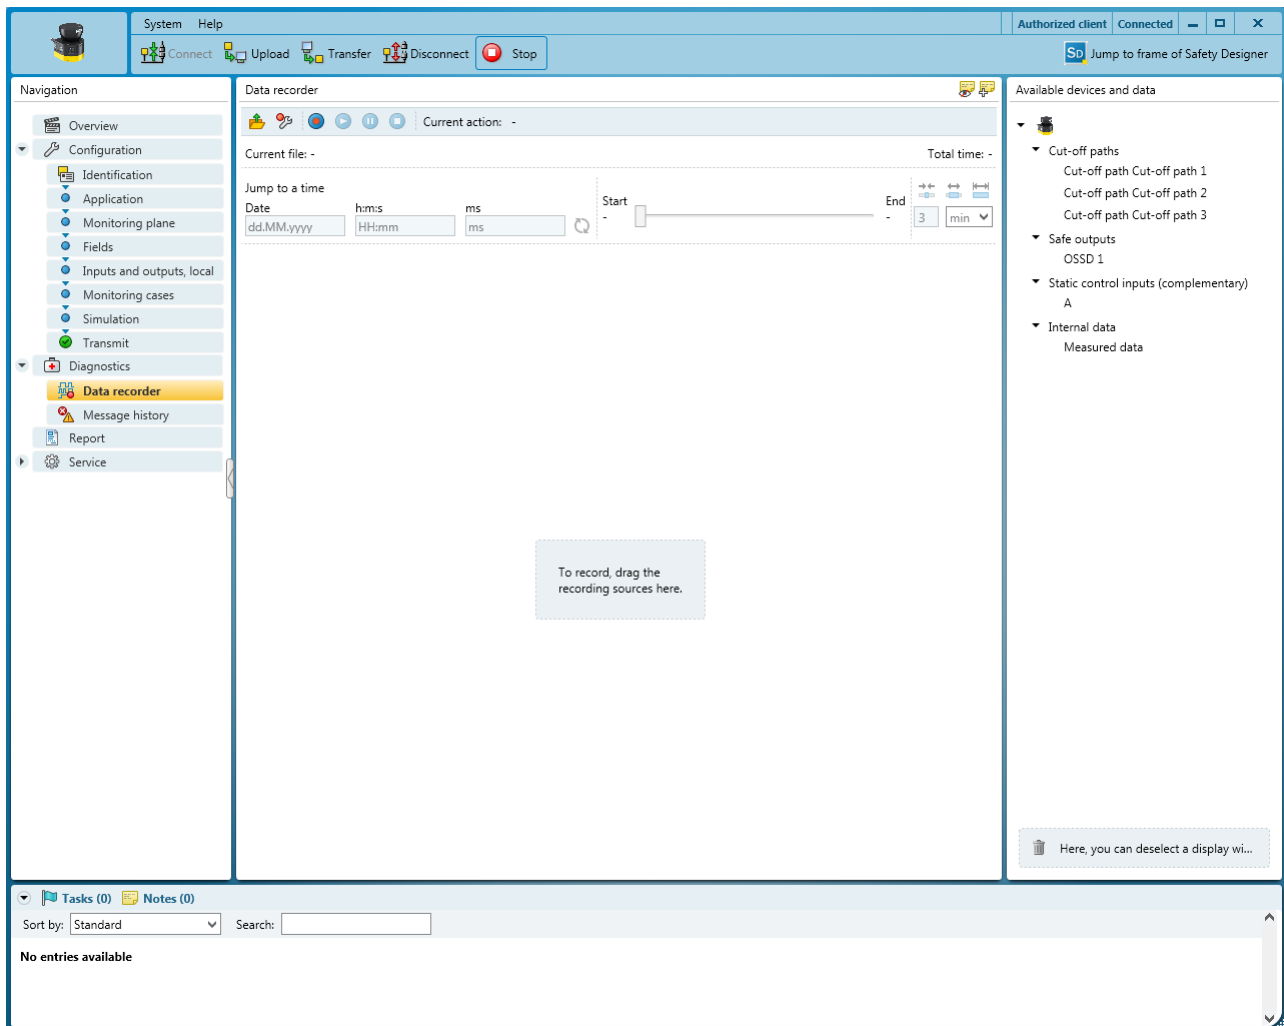 System Help
Authorized client Connected
Connect Upload Transfer Disconnect Stop
SD Jump to frame of Safety Designer
Navigation
Overview
Configuration
Identification
Application
Monitoring plane
Fields
Inputs and outputs, local
Monitoring cases
Simulation
Transmit
Diagnostics
Data recorder
Message history
Report
Service
Data recorder
Current action: -
Current file: - Total time: -
Jump to a time
Date h:m:s ms
dd.MM.yyyy HH:mm ms
Start End
- -
3 min
To record, drag the
recording sources here.
Available devices and data
Cut-off paths
Cut-off path Cut-off path 1
Cut-off path Cut-off path 2
Cut-off path Cut-off path 3
Safe outputs
OSSD 1
Static control inputs (complementary)
A
Internal data
Measured data
Here, you can deselect a display wi...
Tasks (0) Notes (0)
Sort by: Standard Search:
No entries available